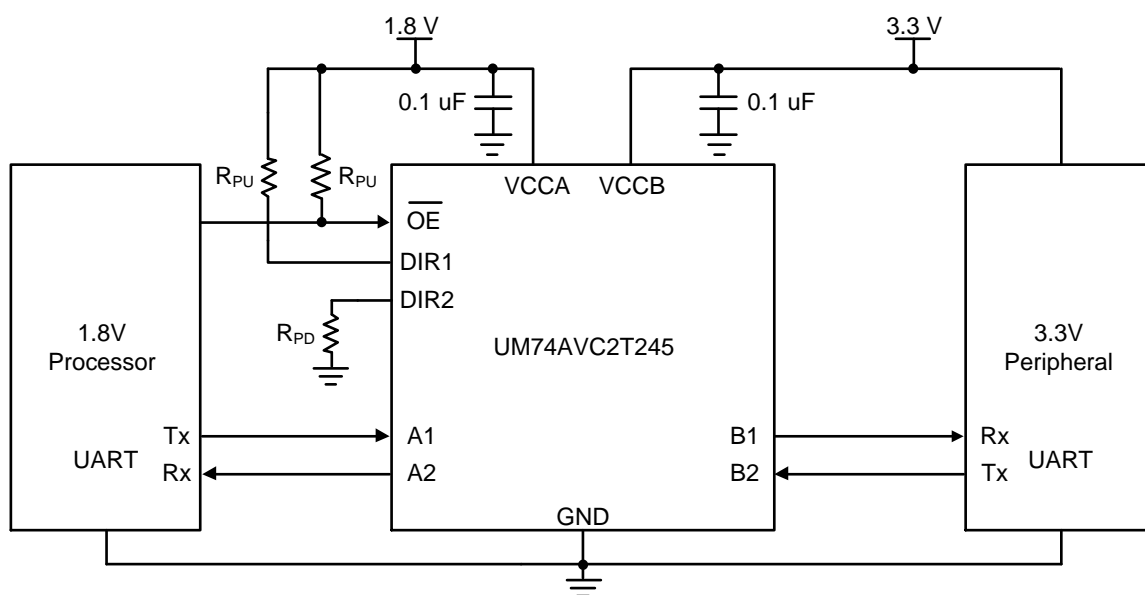 1.8 V
3.3 V
0.1 uF
0.1 uF
RPU
RPU
VCCA
VCCB
OE
DIR1
DIR2
RPD
1.8V
Processor
UM74AVC2T245
3.3V
Peripheral
Tx
A1
B1
Rx
UART
UART
Rx
A2
B2
Tx
GND